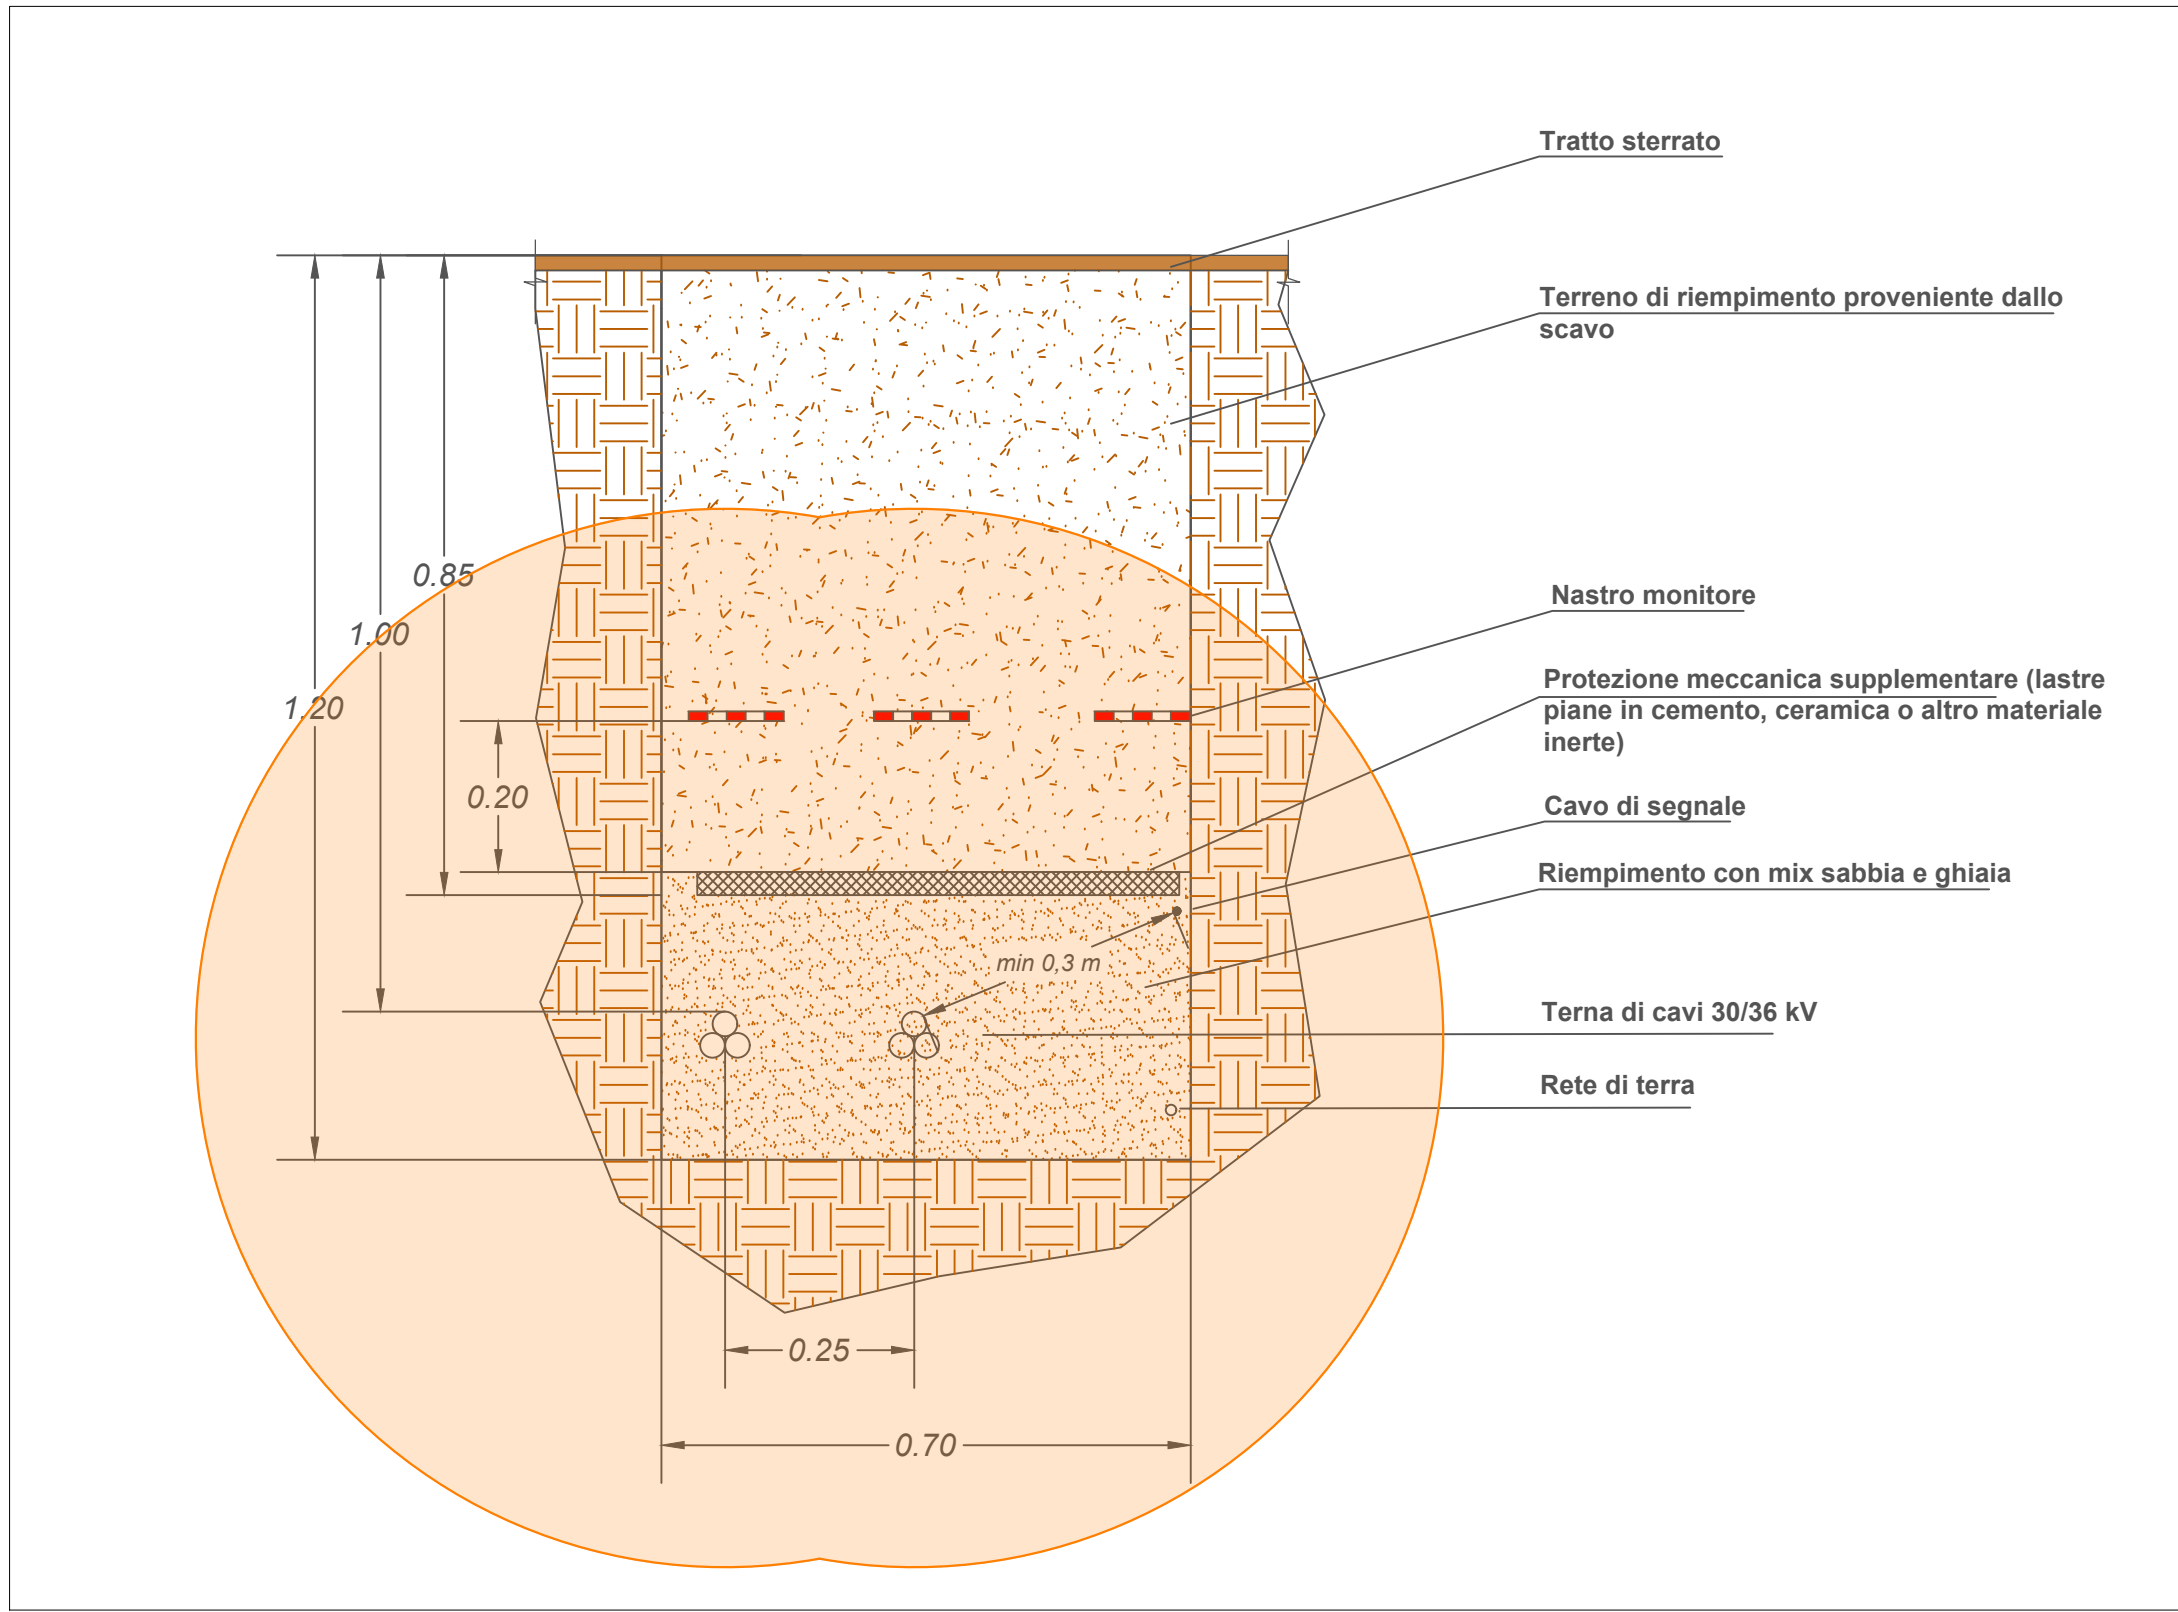 Tratto sterrato
Terreno di riempimento proveniente dallo
scavo
0.85
Nastro monitore
1.00
Protezione meccanica supplementare (lastre
piane in cemento, ceramica o altro materiale
inerte)
1.20
0.20
Cavo di segnale
Riempimento con mix sabbia e ghiaia
min 0,3 m
Terna di cavi 30/36 kV
Rete di terra
0.25
0.70